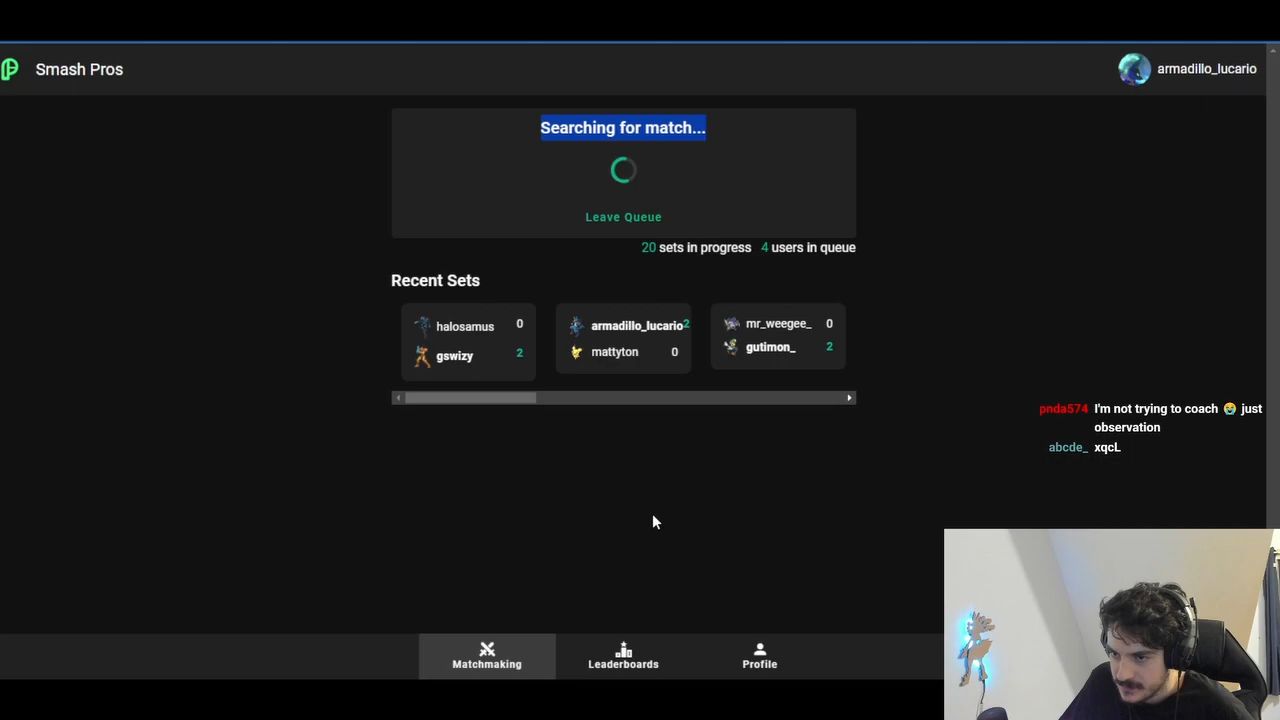 Smash Pros
armadillo_lucario
Searching for match...
Leave Queue
20 sets in progress 4 users in queue
Recent Sets
halosamus 0
gswizy 2
armadillo_lucario 2
mattyton 0
mr_weegee_ 0
gutimon_ 2
pnda574 I'm not trying to coach 😭 just
observation
abcde_ xqcL
Matchmaking
Leaderboards
Profile